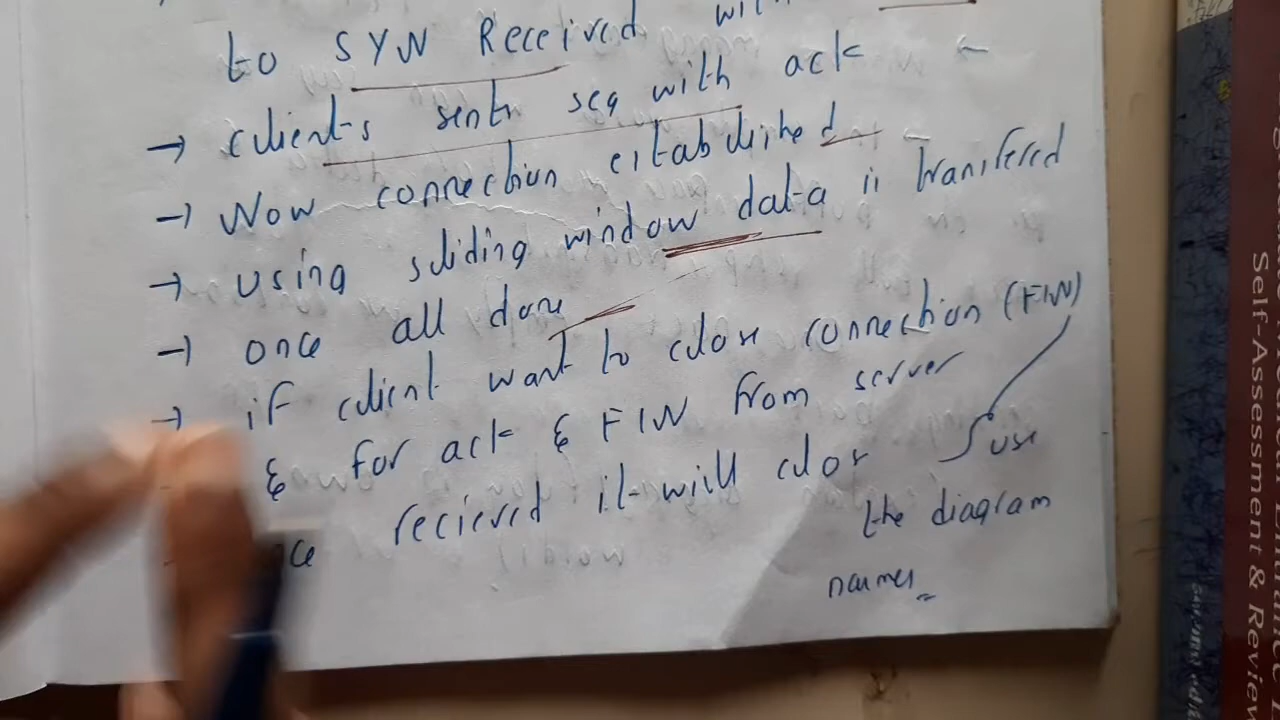 to SYN Received
→ clients sent seq with ack ←
→ Now connection established
→ using sliding window data is transfered
→ once all done
→ if client want to close connection (FIN)
& for ack & FIN from server
recieved it will close
use
the diagram
names
Self-Assessment & Review